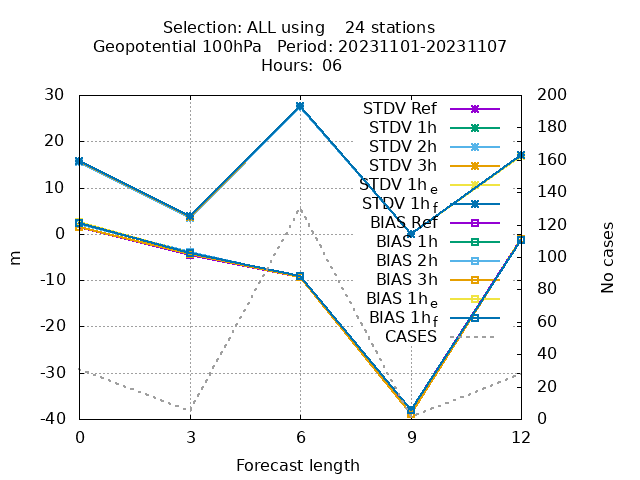 Selection: ALL using    24 stations
Geopotential 100hPa   Period: 20231101-20231107
Hours: 06
30
20
10
0
-10
-20
-30
-40
m
200
180
160
140
120
100
80
60
40
20
0
No cases
STDV Ref
STDV 1h
STDV 2h
STDV 3h
STDV 1he
STDV 1hf
BIAS Ref
BIAS 1h
BIAS 2h
BIAS 3h
BIAS 1he
BIAS 1hf
CASES
0 3 6 9 12
Forecast length